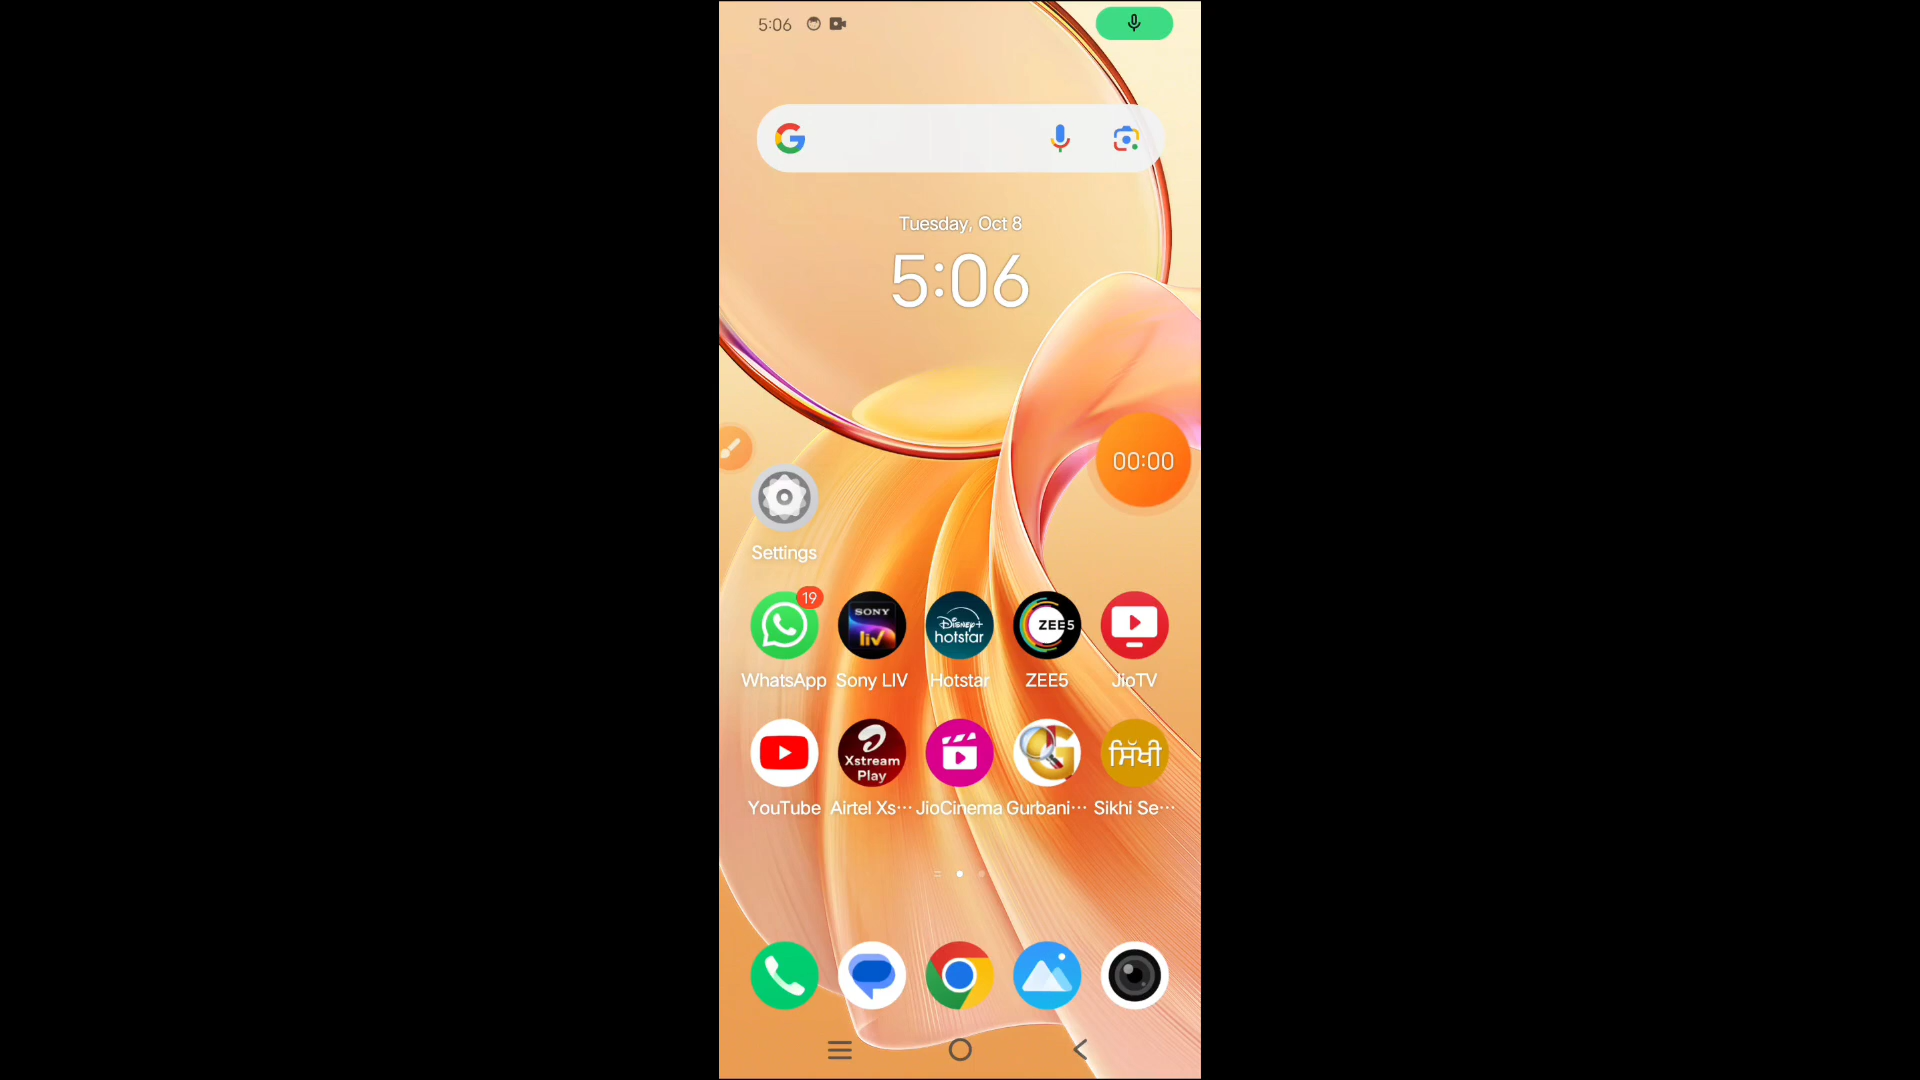 5:06
Tuesday, Oct 8
5:06
00:00
Settings
19
SONY
liv
Disney+
hotstar
ZEE5
WhatsApp
Sony LIV
Hotstar
ZEE5
JioTV
Xstream
Play
ਸਿੱਖੀ
YouTube
Airtel Xs···
JioCinema
Gurbani···
Sikhi Se···